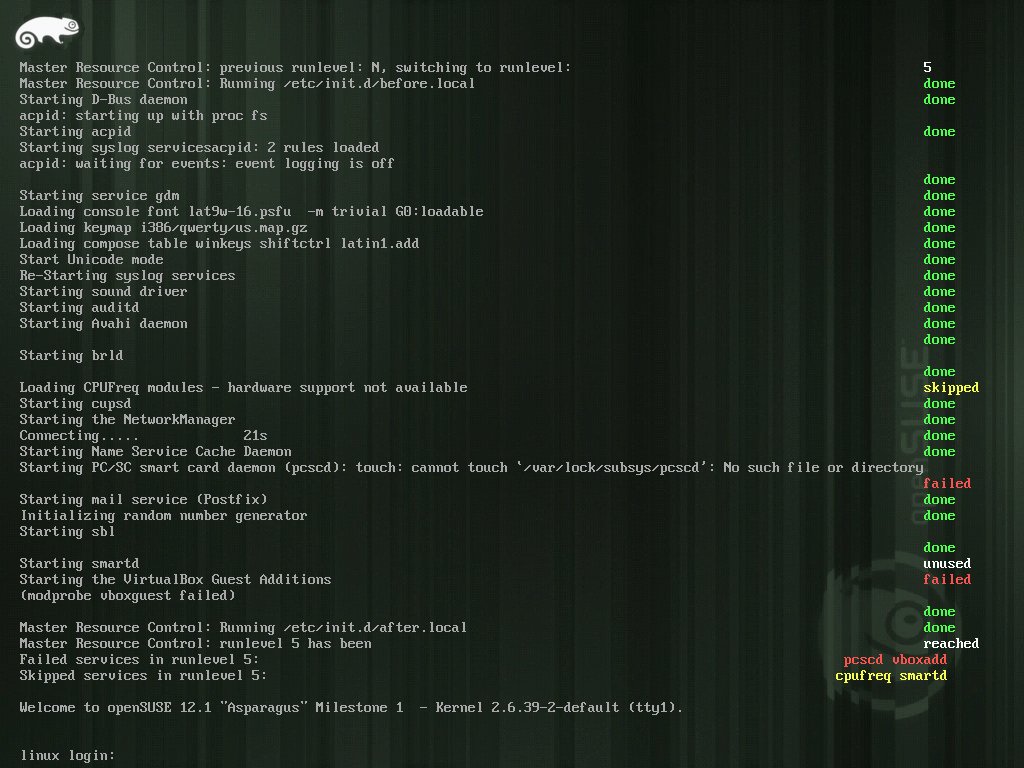 Master Resource Control: previous runlevel: N, switching to runlevel: 5
Master Resource Control: Running /etc/init.d/before.local done
Starting D-Bus daemon done
acpid: starting up with proc fs
Starting acpid done
Starting syslog servicesacpid: 2 rules loaded
acpid: waiting for events: event logging is off
done
Starting service gdm done
Loading console font lat9w-16.psfu -m trivial G0:loadable done
Loading keymap i386/qwerty/us.map.gz done
Loading compose table winkeys shiftctrl latin1.add done
Start Unicode mode done
Re-Starting syslog services done
Starting sound driver done
Starting auditd done
Starting Avahi daemon done
done
Starting brld
done
Loading CPUFreq modules - hardware support not available skipped
Starting cupsd done
Starting the NetworkManager done
Connecting..... 21s done
Starting Name Service Cache Daemon done
Starting PC/SC smart card daemon (pcscd): touch: cannot touch `/var/lock/subsys/pcscd': No such file or directory
failed
Starting mail service (Postfix) done
Initializing random number generator done
Starting sbl
done
Starting smartd unused
Starting the VirtualBox Guest Additions failed
(modprobe vboxguest failed)
done
Master Resource Control: Running /etc/init.d/after.local done
Master Resource Control: runlevel 5 has been reached
Failed services in runlevel 5: pcscd vboxadd
Skipped services in runlevel 5: cpufreq smartd
Welcome to openSUSE 12.1 "Asparagus" Milestone 1 - Kernel 2.6.39-2-default (tty1).
linux login:
openSUSE